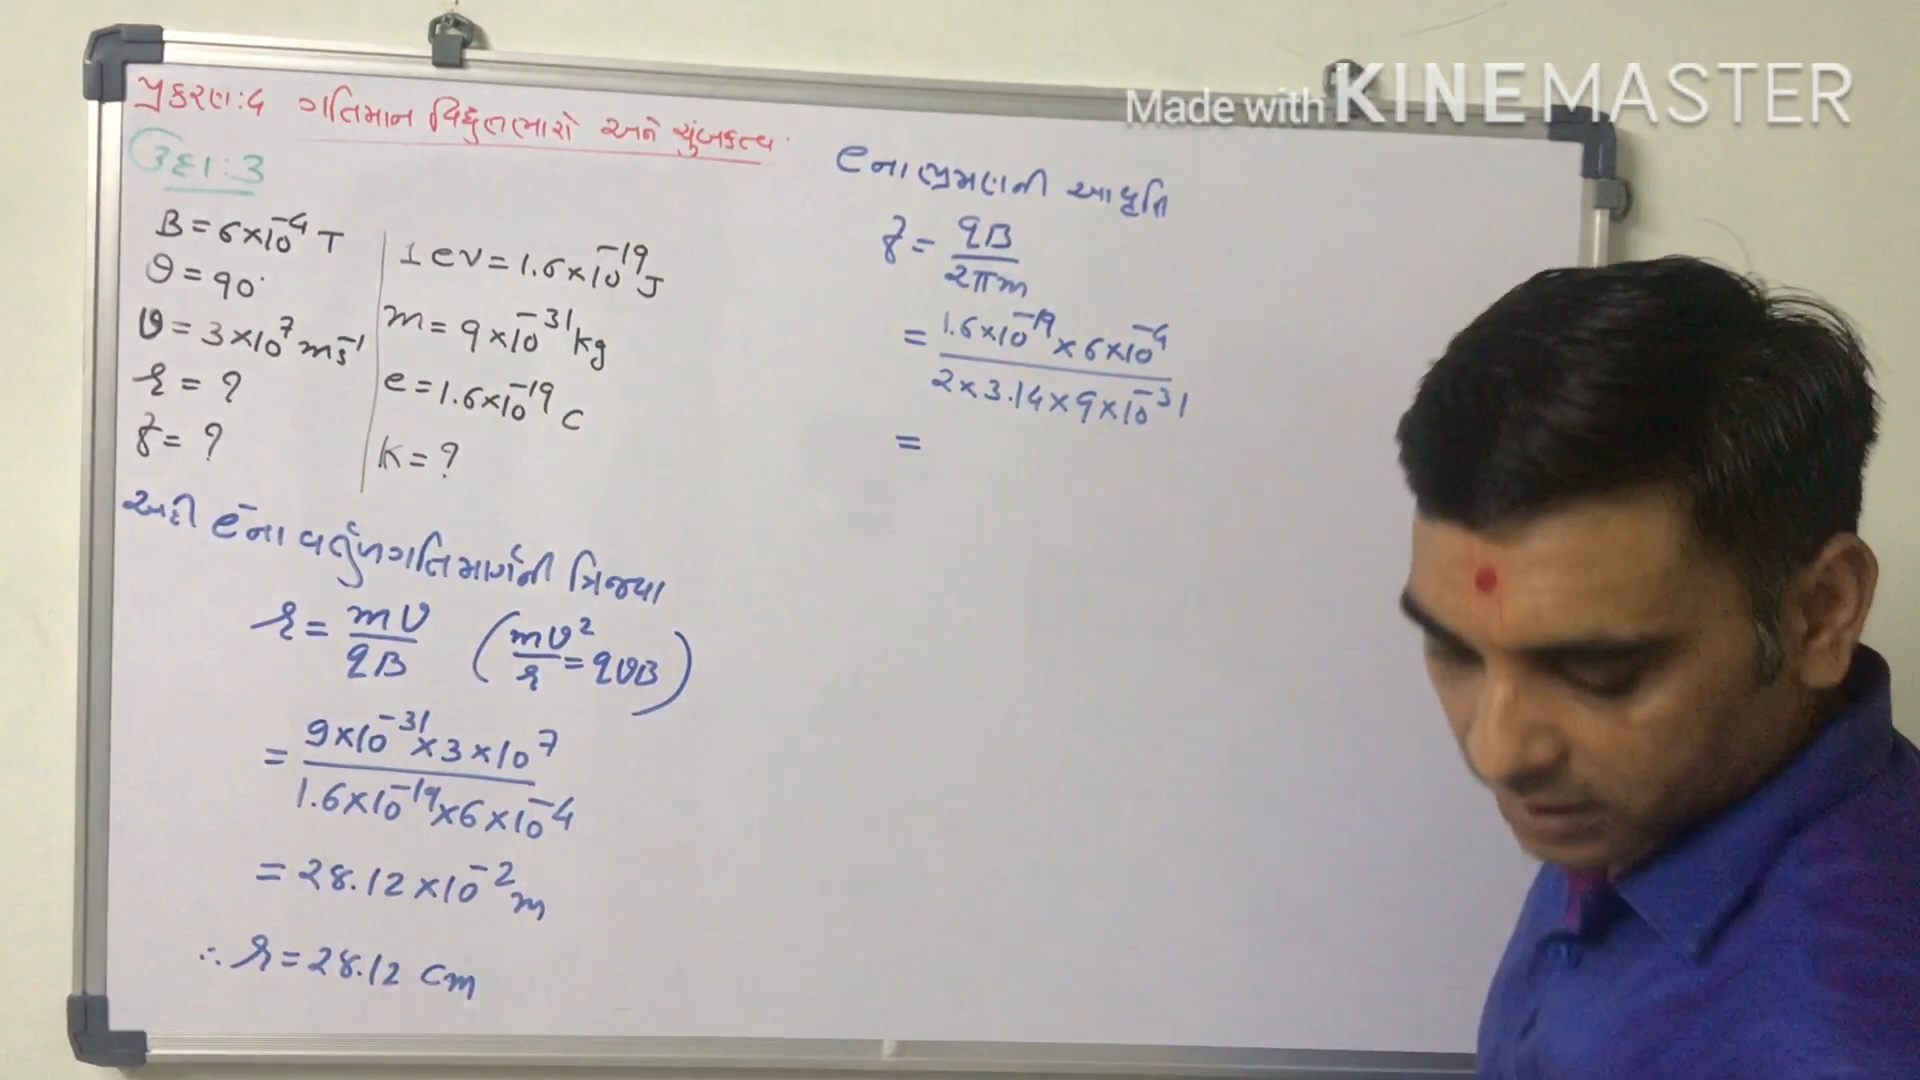 Made with KINEMASTER
પ્રકરણ:4 ગતિમાન વિદ્યુતભારો અને ચુંબકત્વ
ઉદા:3
B = 6×10⁻⁴ T
θ = 90°
v = 3×10⁷ ms⁻¹
r = ?
f = ?
1 eV = 1.6×10⁻¹⁹ J
m = 9×10⁻³¹ kg
e = 1.6×10⁻¹⁹ C
K = ?
અહીં e⁻ના વર્તુળગતિમાર્ગની ત્રિજ્યા
r = mv / qB (mv² / r = qvB)
= 9×10⁻³¹ × 3×10⁷ / 1.6×10⁻¹⁹ × 6×10⁻⁴
= 28.12×10⁻² m
∴ r = 28.12 cm
eના ભ્રમણની આવૃત્તિ
f = qB / 2πm
= 1.6×10⁻¹⁹ × 6×10⁻⁴ / 2×3.14×9×10⁻³¹
=